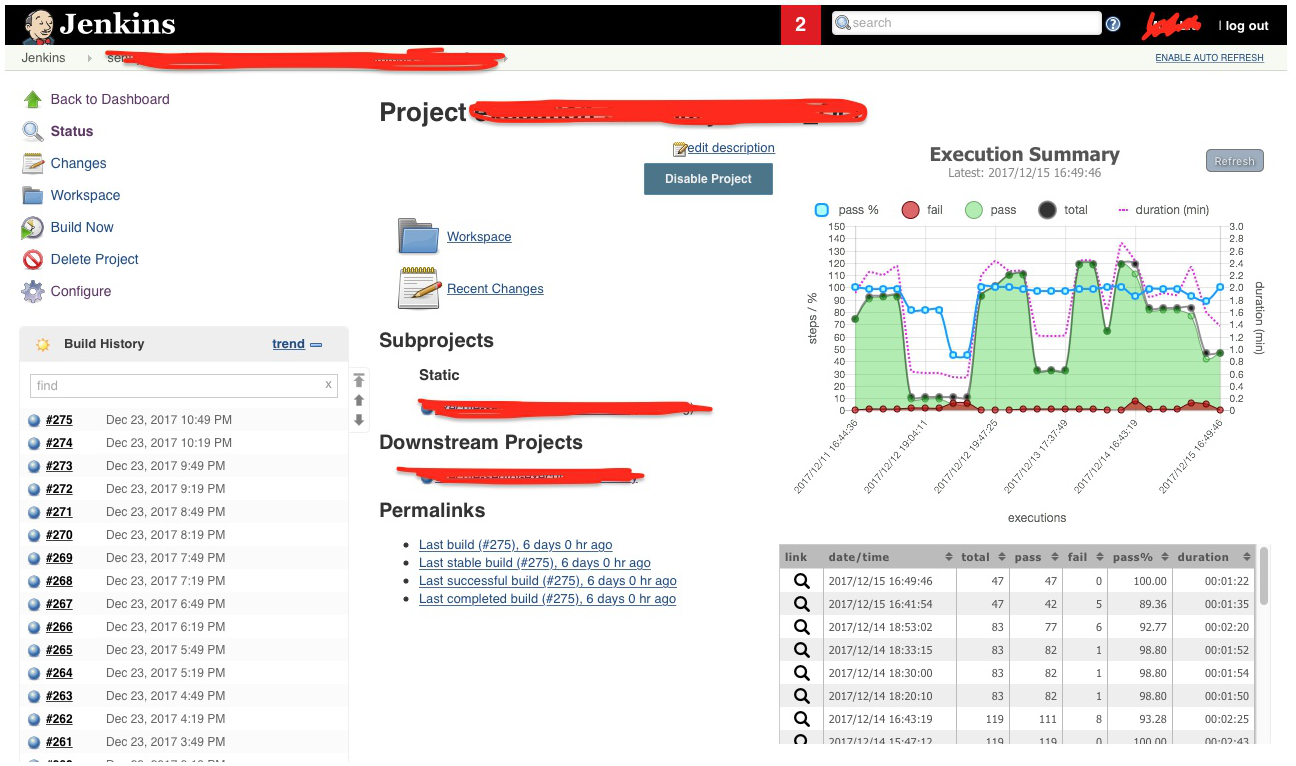 Jenkins
2
search
| log out
Jenkins
ENABLE AUTO REFRESH
Back to Dashboard
Status
Changes
Workspace
Build Now
Delete Project
Configure
Build History
trend
find
x
#275 Dec 23, 2017 10:49 PM
#274 Dec 23, 2017 10:19 PM
#273 Dec 23, 2017 9:49 PM
#272 Dec 23, 2017 9:19 PM
#271 Dec 23, 2017 8:49 PM
#270 Dec 23, 2017 8:19 PM
#269 Dec 23, 2017 7:49 PM
#268 Dec 23, 2017 7:19 PM
#267 Dec 23, 2017 6:49 PM
#266 Dec 23, 2017 6:19 PM
#265 Dec 23, 2017 5:49 PM
#264 Dec 23, 2017 5:19 PM
#263 Dec 23, 2017 4:49 PM
#262 Dec 23, 2017 4:19 PM
#261 Dec 23, 2017 3:49 PM
Project
edit description
Disable Project
Workspace
Recent Changes
Subprojects
Static
Downstream Projects
Permalinks
Last build (#275), 6 days 0 hr ago
Last stable build (#275), 6 days 0 hr ago
Last successful build (#275), 6 days 0 hr ago
Last completed build (#275), 6 days 0 hr ago
Execution Summary
Latest: 2017/12/15 16:49:46
Refresh
pass % fail pass total duration (min)
150
140
130
120
110
100
90
80
70
60
50
40
30
20
10
0
steps / %
3.0
2.8
2.6
2.4
2.2
2.0
1.8
1.6
1.4
1.2
1.0
0.8
0.6
0.4
0.2
0
duration (min)
2017/12/11 16:44:36
2017/12/12 19:04:11
2017/12/12 19:47:25
2017/12/13 17:37:49
2017/12/14 16:43:19
2017/12/15 16:49:46
executions
link date/time total pass fail pass% duration
2017/12/15 16:49:46 47 47 0 100.00 00:01:22
2017/12/15 16:41:54 47 42 5 89.36 00:01:35
2017/12/14 18:53:02 83 77 6 92.77 00:02:20
2017/12/14 18:33:15 83 82 1 98.80 00:01:52
2017/12/14 18:30:00 83 82 1 98.80 00:01:54
2017/12/14 18:20:10 83 82 1 98.80 00:01:50
2017/12/14 16:43:19 119 111 8 93.28 00:02:25
2017/12/14 15:47:12 119 119 0 100.00 00:02:43